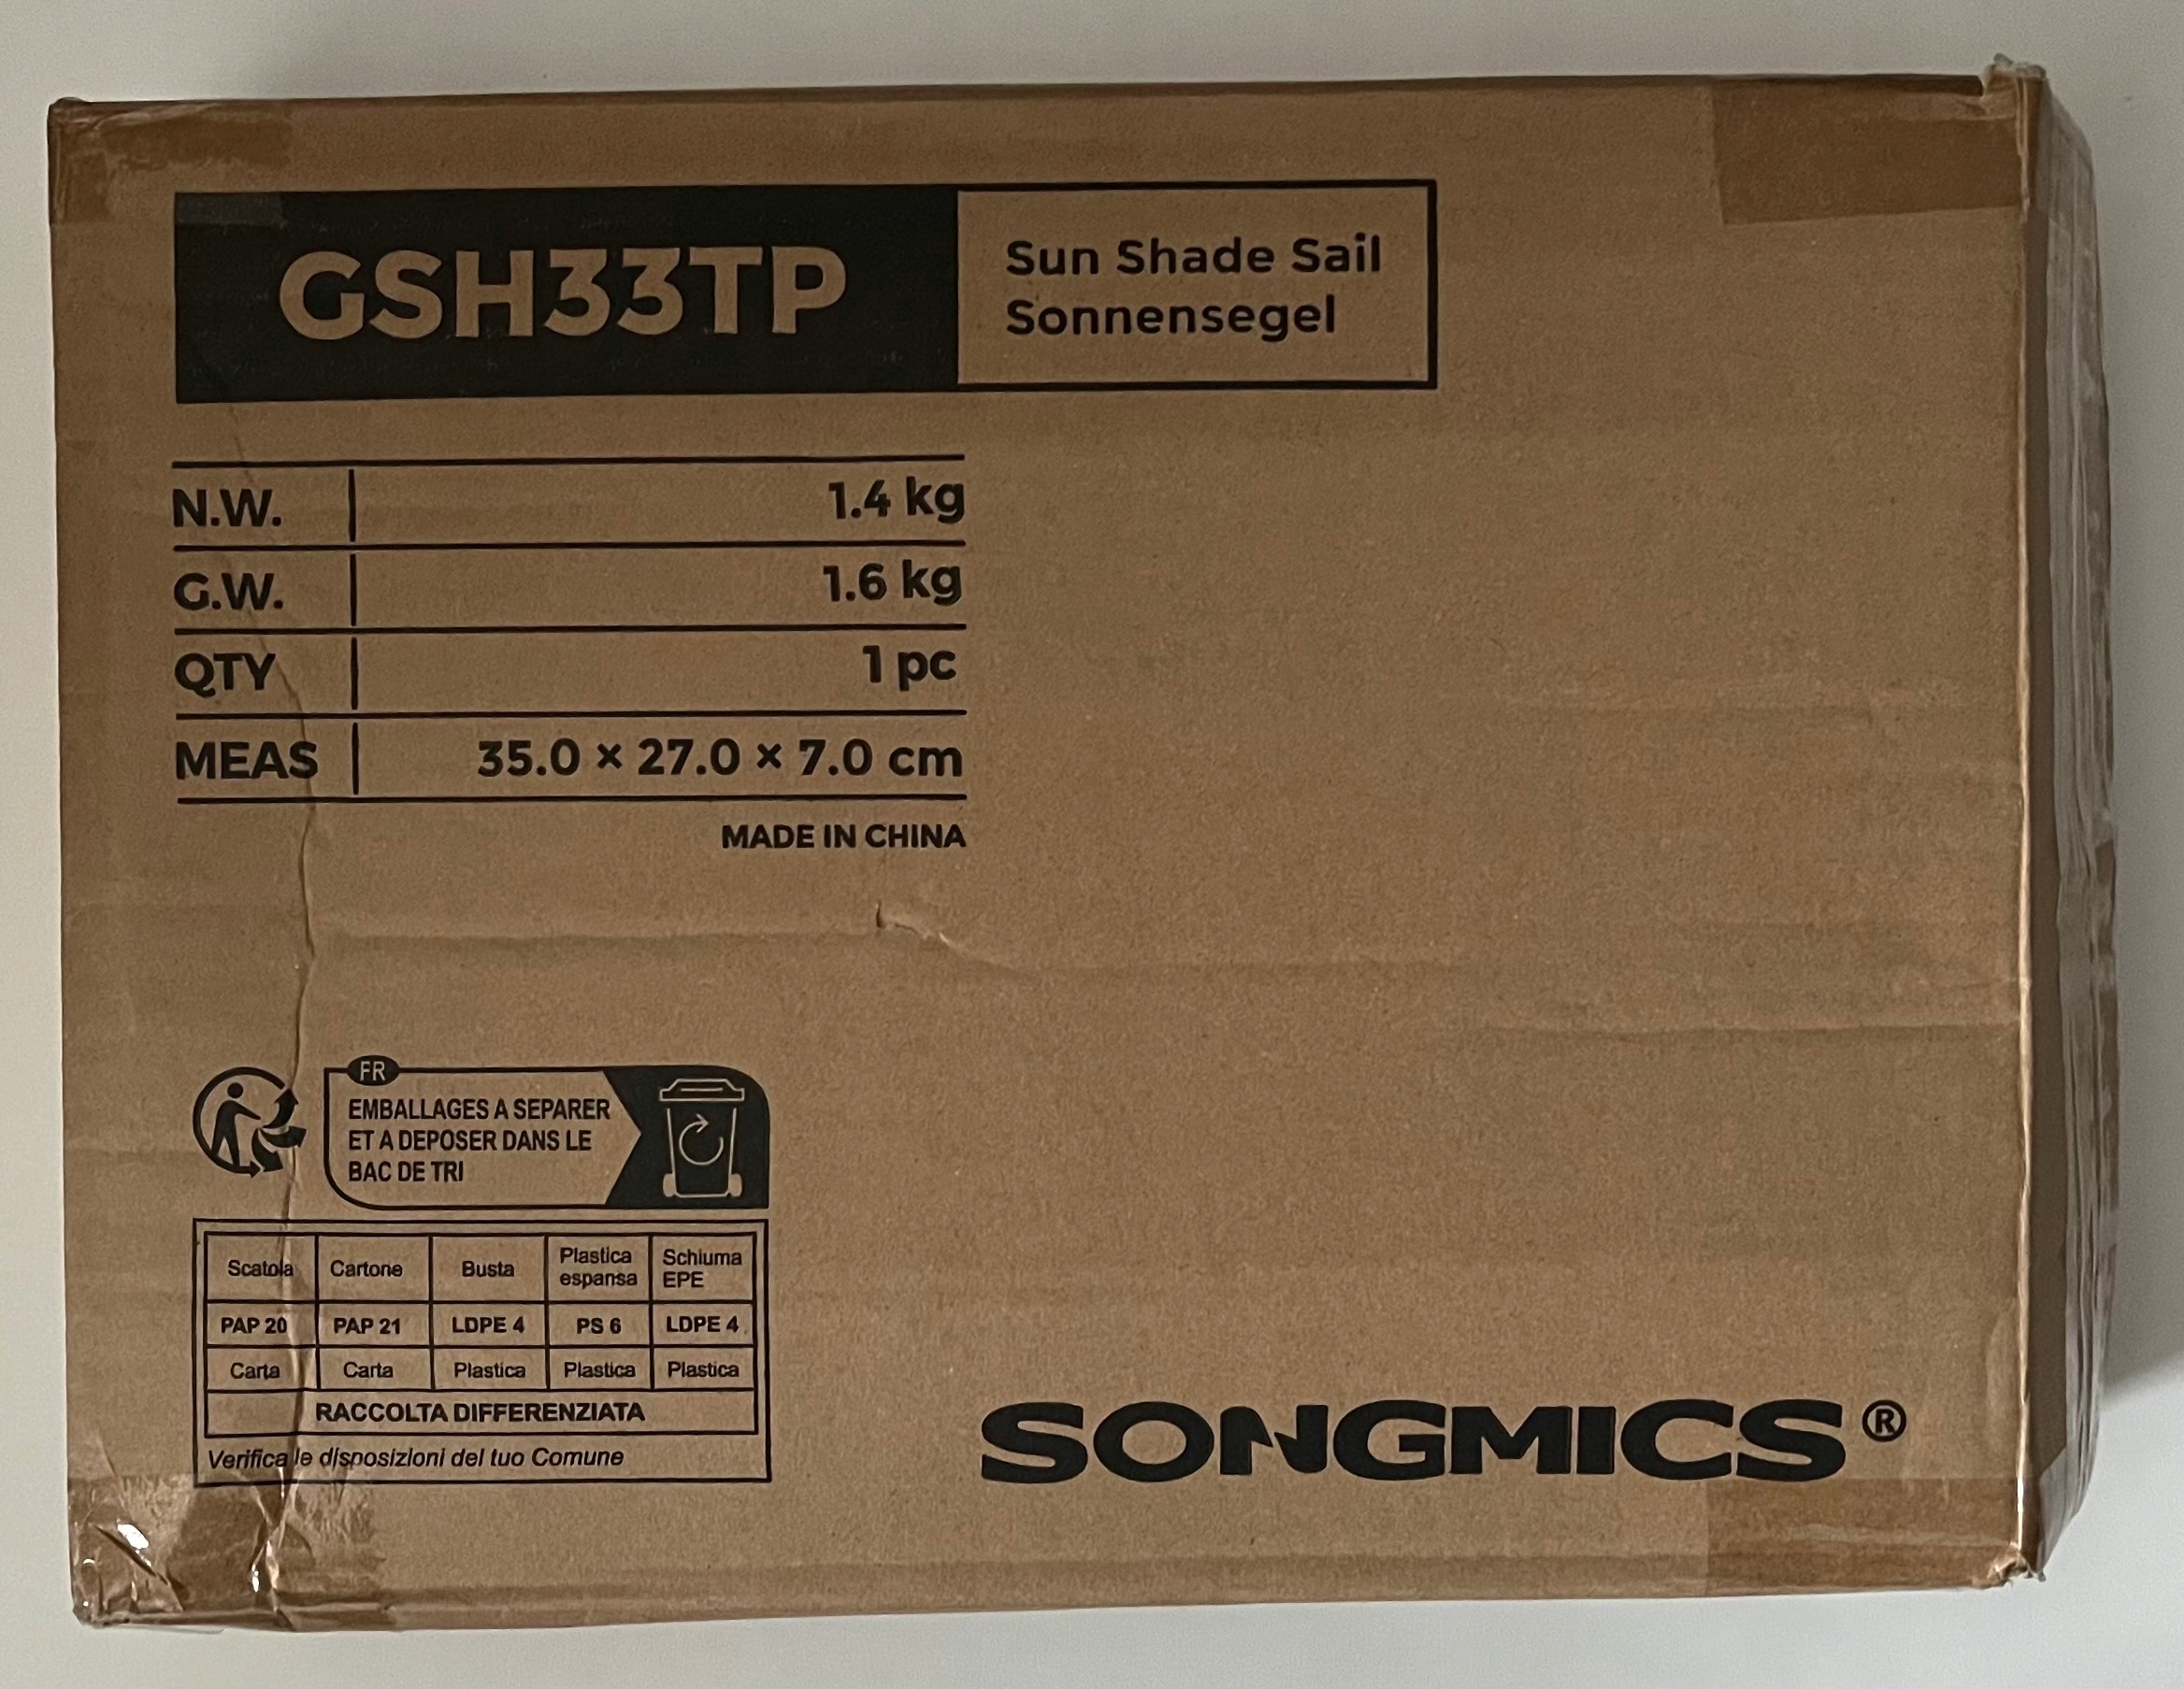 GSH33TP
Sun Shade Sail
Sonnensegel
N.W. 1.4 kg
G.W. 1.6 kg
QTY 1 pc
MEAS 35.0 × 27.0 × 7.0 cm
MADE IN CHINA
FR
EMBALLAGES A SEPARER
ET A DEPOSER DANS LE
BAC DE TRI
Scatola Cartone Busta Plastica espansa Schiuma EPE
PAP 20 PAP 21 LDPE 4 PS 6 LDPE 4
Carta Carta Plastica Plastica Plastica
RACCOLTA DIFFERENZIATA
Verifica le disposizioni del tuo Comune
SONGMICS®